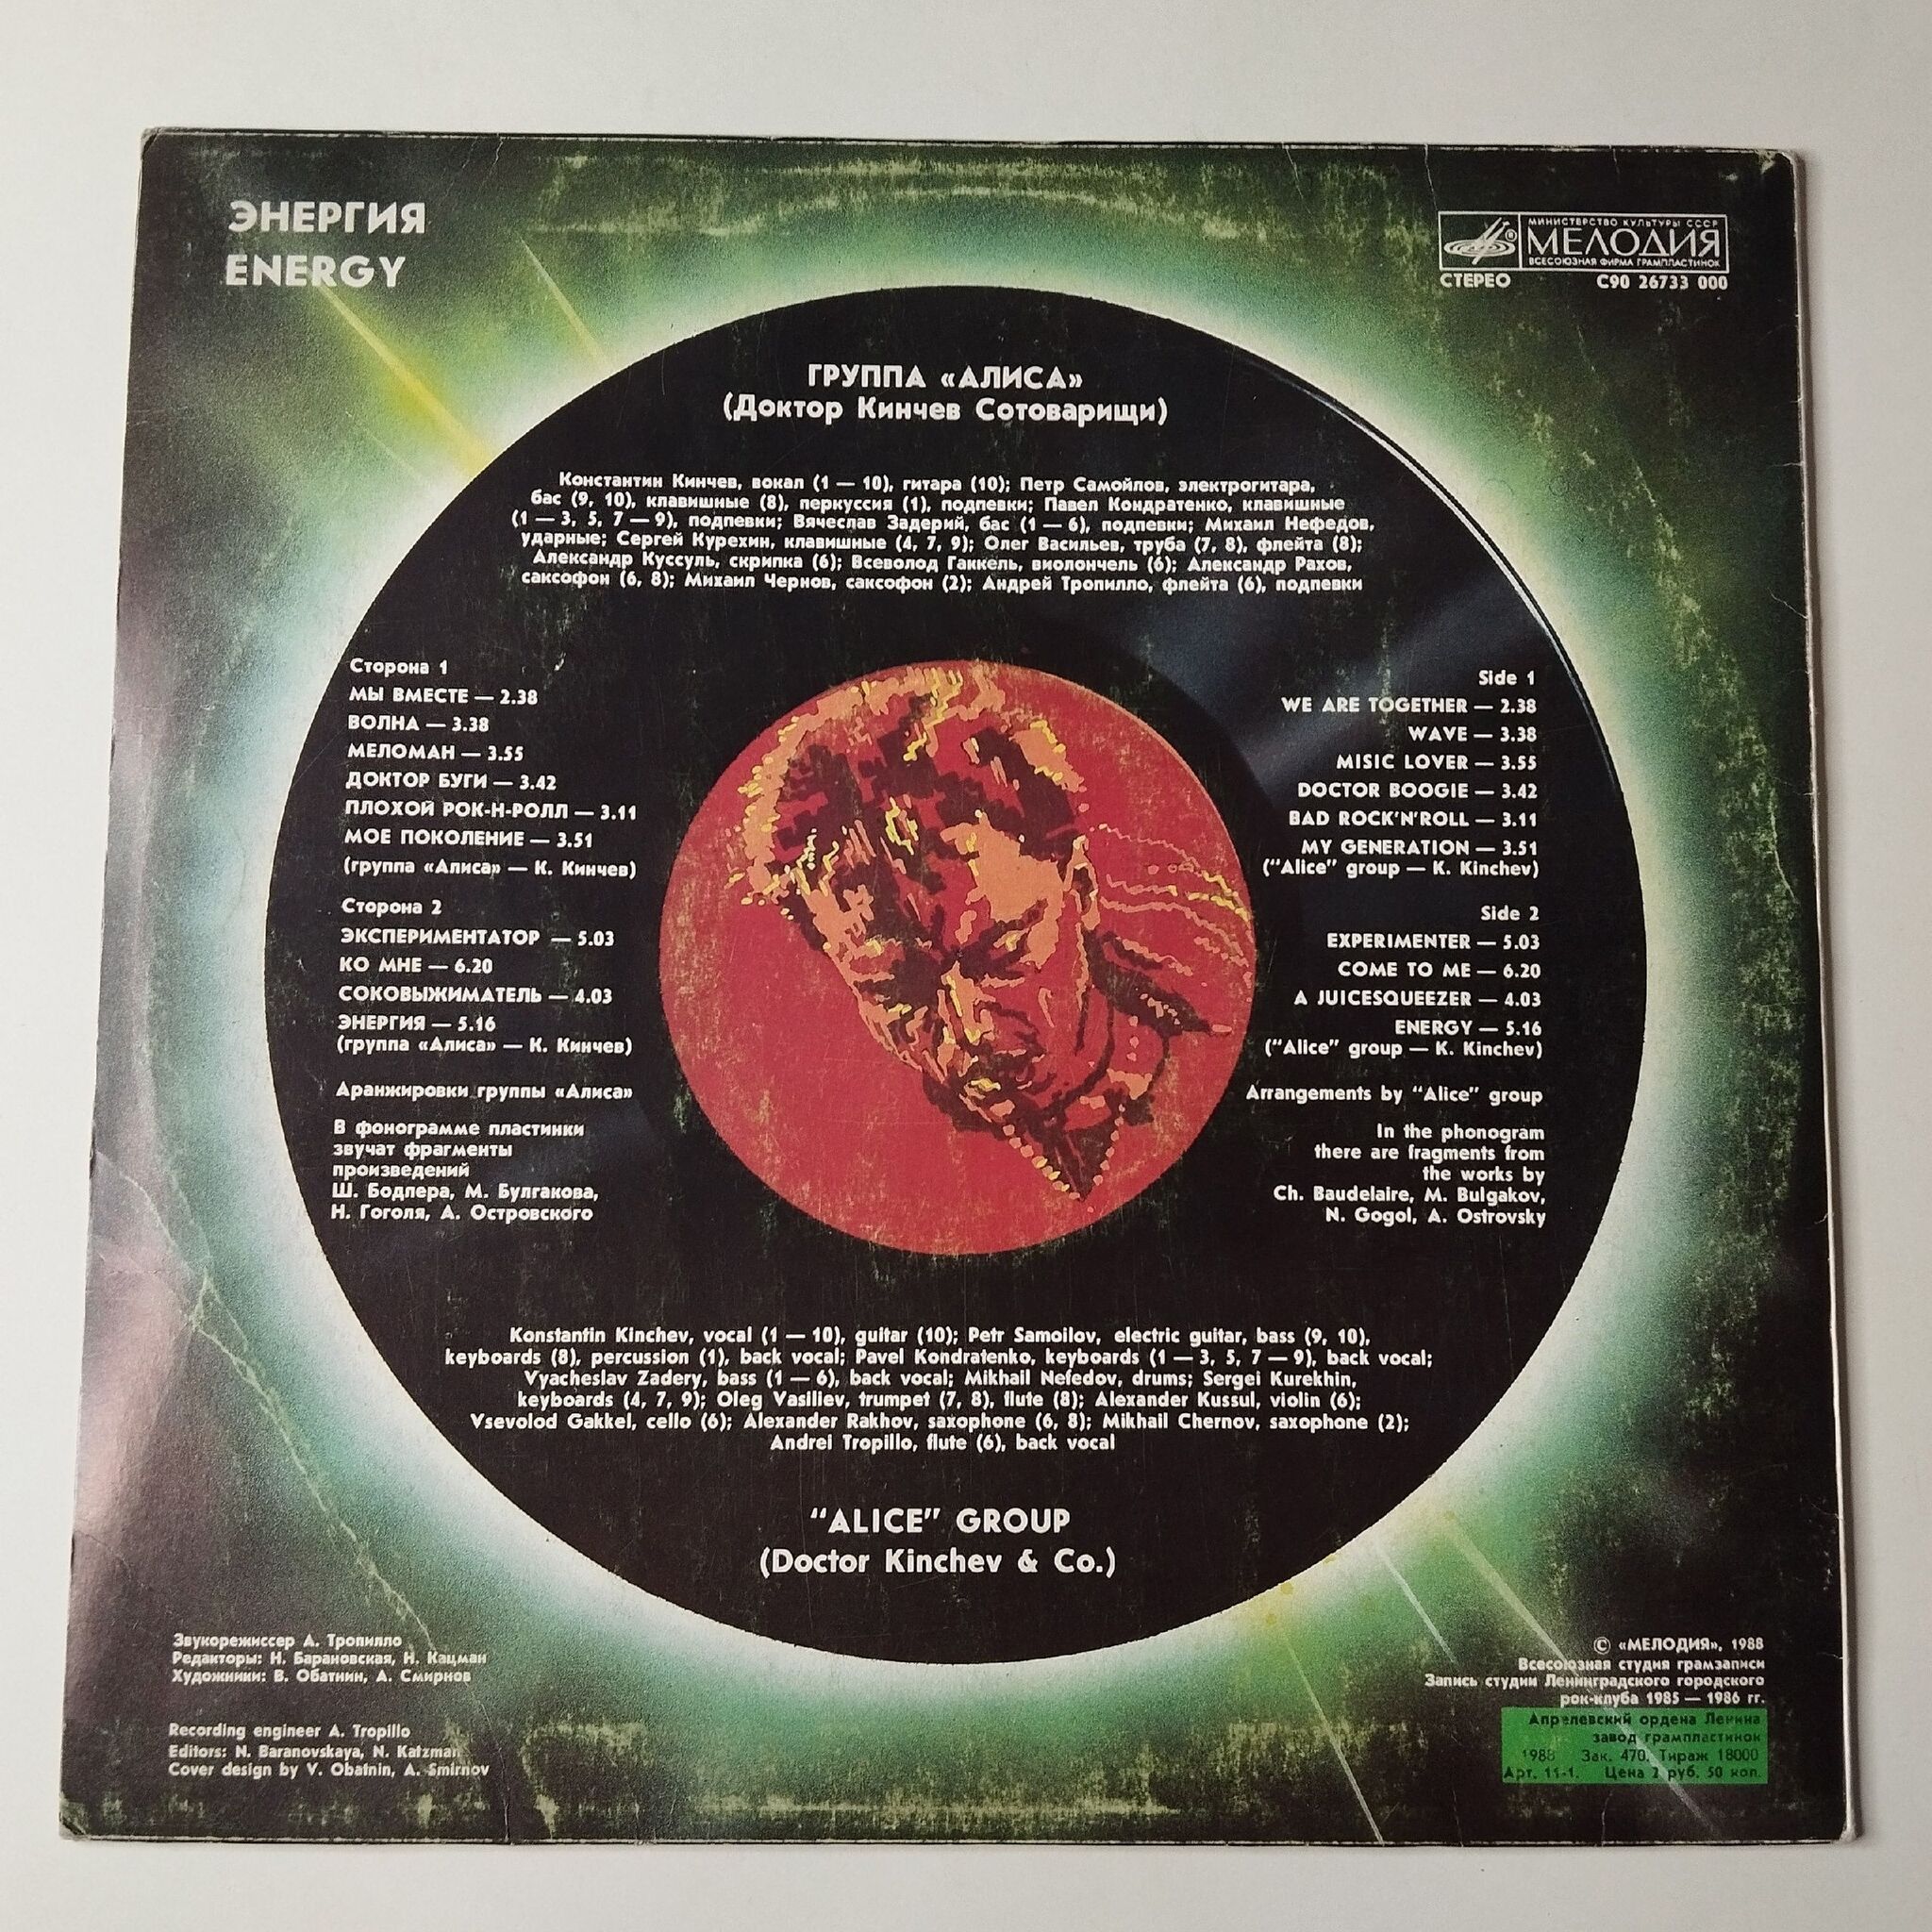 ЭНЕРГИЯ
ENERGY
МИНИСТЕРСТВО КУЛЬТУРЫ СССР
МЕЛОДИЯ
ВСЕСОЮЗНАЯ ФИРМА ГРАМПЛАСТИНОК
СТЕРЕО С90 26733 000
ГРУППА «АЛИСА»
(Доктор Кинчев Сотоварищи)
Константин Кинчев, вокал (1 — 10), гитара (10); Петр Самойлов, электрогитара,
бас (9, 10), клавишные (8), перкуссия (1), подпевки; Павел Кондратенко, клавишные
(1 — 3, 5, 7 — 9), подпевки; Вячеслав Задерий, бас (1 — 6), подпевки; Михаил Нефедов,
ударные; Сергей Курехин, клавишные (4, 7, 9); Олег Васильев, труба (7, 8), флейта (8);
Александр Куссуль, скрипка (6); Всеволод Гаккель, виолончель (6); Александр Рахов,
саксофон (6, 8); Михаил Чернов, саксофон (2); Андрей Тропилло, флейта (6), подпевки
Сторона 1
МЫ ВМЕСТЕ — 2.38
ВОЛНА — 3.38
МЕЛОМАН — 3.55
ДОКТОР БУГИ — 3.42
ПЛОХОЙ РОК-Н-РОЛЛ — 3.11
МОЕ ПОКОЛЕНИЕ — 3.51
(группа «Алиса» — К. Кинчев)
Сторона 2
ЭКСПЕРИМЕНТАТОР — 5.03
КО МНЕ — 6.20
СОКОВЫЖИМАТЕЛЬ — 4.03
ЭНЕРГИЯ — 5.16
(группа «Алиса» — К. Кинчев)
Аранжировки группы «Алиса»
В фонограмме пластинки
звучат фрагменты
произведений
Ш. Бодлера, М. Булгакова,
Н. Гоголя, А. Островского
Side 1
WE ARE TOGETHER — 2.38
WAVE — 3.38
MISIC LOVER — 3.55
DOCTOR BOOGIE — 3.42
BAD ROCK'N'ROLL — 3.11
MY GENERATION — 3.51
("Alice" group — K. Kinchev)
Side 2
EXPERIMENTER — 5.03
COME TO ME — 6.20
A JUICESQUEEZER — 4.03
ENERGY — 5.16
("Alice" group — K. Kinchev)
Arrangements by "Alice" group
In the phonogram
there are fragments from
the works by
Ch. Baudelaire, M. Bulgakov,
N. Gogol, A. Ostrovsky
Konstantin Kinchev, vocal (1 — 10), guitar (10); Petr Samoilov, electric guitar, bass (9, 10),
keyboards (8), percussion (1), back vocal; Pavel Kondratenko, keyboards (1 — 3, 5, 7 — 9), back vocal;
Vyacheslav Zadery, bass (1 — 6), back vocal; Mikhail Nefedov, drums; Sergei Kurekhin,
keyboards (4, 7, 9); Oleg Vasiliev, trumpet (7, 8), flute (8); Alexander Kussul, violin (6);
Vsevolod Gakkel, cello (6); Alexander Rakhov, saxophone (6, 8); Mikhail Chernov, saxophone (2);
Andrei Tropillo, flute (6), back vocal
"ALICE" GROUP
(Doctor Kinchev & Co.)
Звукорежиссер А. Тропилло
Редакторы: Н. Барановская, Н. Кацман
Художники: В. Обатнин, А. Смирнов
Recording engineer A. Tropillo
Editors: N. Baranovskaya, N. Katzman
Cover design by V. Obatnin, A. Smirnov
© «МЕЛОДИЯ», 1988
Всесоюзная студия грамзаписи
Запись студии Ленинградского городского
рок-клуба 1985 — 1986 гг.
Апрелевский ордена Ленина
завод грампластинок
1988 Зак. 470. Тираж 18000
Арт. 11-1. Цена 2 руб. 50 коп.